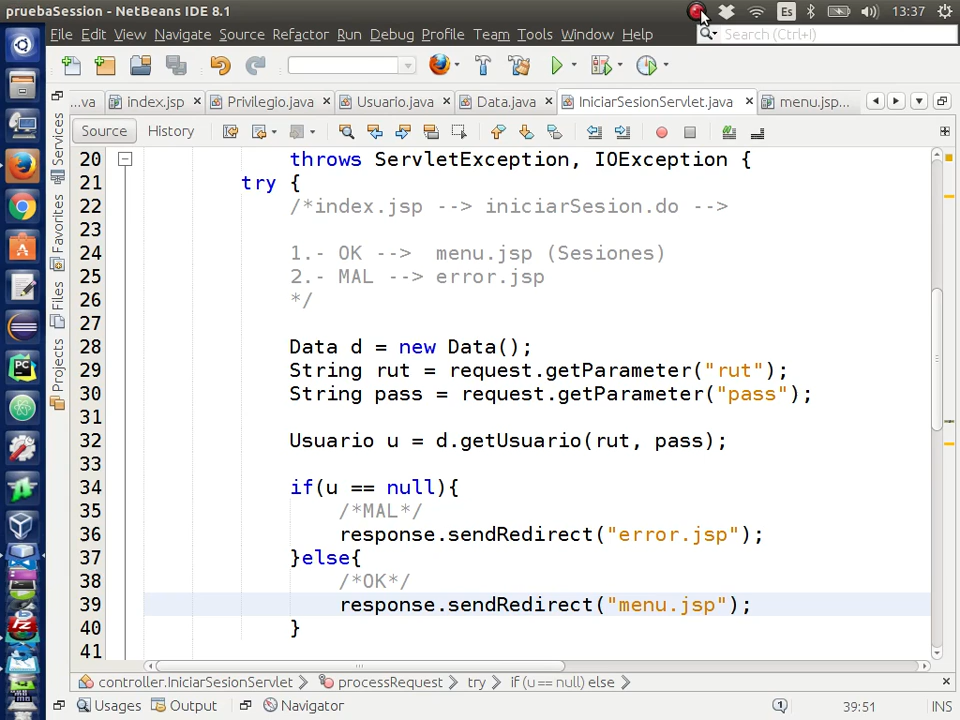 pruebaSession - NetBeans IDE 8.1
Es
13:37
File Edit View Navigate Source Refactor Run Debug Profile Team Tools Window Help
Search (Ctrl+I)
...va
index.jsp
Privilegio.java
Usuario.java
Data.java
IniciarSesionServlet.java
menu.jsp...
Source History
Services
Favorites
Files
Projects
20 throws ServletException, IOException {
21 try {
22 /*index.jsp --> iniciarSesion.do -->
23
24 1.- OK --> menu.jsp (Sesiones)
25 2.- MAL --> error.jsp
26 */
27
28 Data d = new Data();
29 String rut = request.getParameter("rut");
30 String pass = request.getParameter("pass");
31
32 Usuario u = d.getUsuario(rut, pass);
33
34 if(u == null){
35 /*MAL*/
36 response.sendRedirect("error.jsp");
37 }else{
38 /*OK*/
39 response.sendRedirect("menu.jsp");
40 }
41
controller.IniciarSesionServlet processRequest try if (u == null) else
Usages Output Navigator
1
39:51 INS
PC